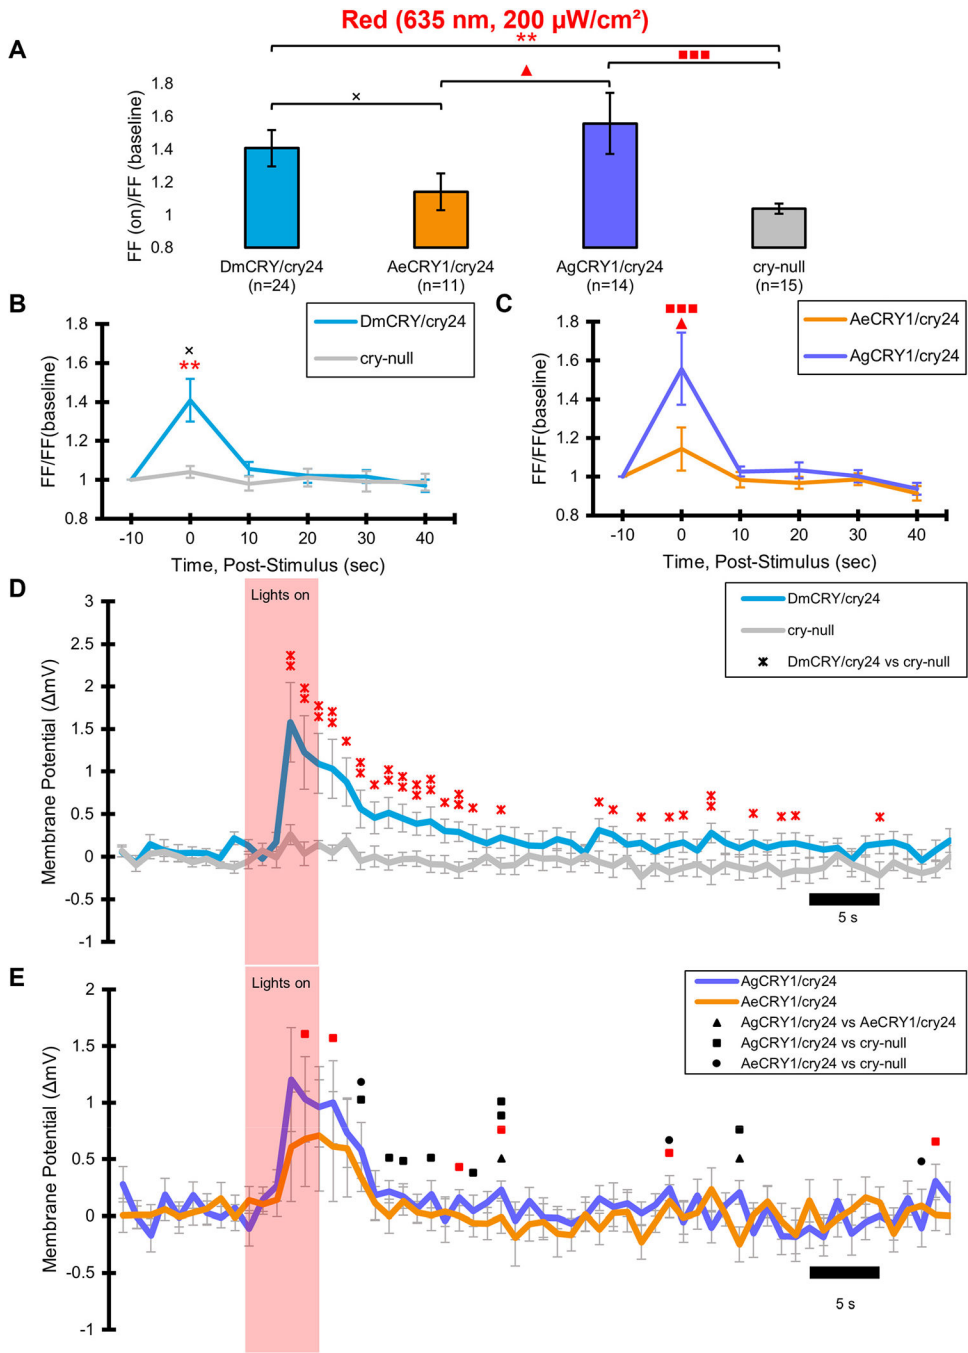 Red (635 nm, 200 µW/cm²)
**
A
FF (on)/FF (baseline)
1.8
1.6
1.4
1.2
1
0.8
×
DmCRY/cry24
(n=24)
AeCRY1/cry24
(n=11)
AgCRY1/cry24
(n=14)
cry-null
(n=15)
B
FF/FF(baseline)
1.8
1.6
1.4
1.2
1
0.8
×
**
DmCRY/cry24
cry-null
-10 0 10 20 30 40
Time, Post-Stimulus (sec)
C
FF/FF(baseline)
1.8
1.6
1.4
1.2
1
0.8
AeCRY1/cry24
AgCRY1/cry24
-10 0 10 20 30 40
Time, Post-Stimulus (sec)
D
Membrane Potential (ΔmV)
3
2.5
2
1.5
1
0.5
0
-0.5
-1
Lights on
DmCRY/cry24
cry-null
DmCRY/cry24 vs cry-null
5 s
E
Membrane Potential (ΔmV)
2
1.5
1
0.5
0
-0.5
-1
Lights on
AgCRY1/cry24
AeCRY1/cry24
AgCRY1/cry24 vs AeCRY1/cry24
AgCRY1/cry24 vs cry-null
AeCRY1/cry24 vs cry-null
5 s